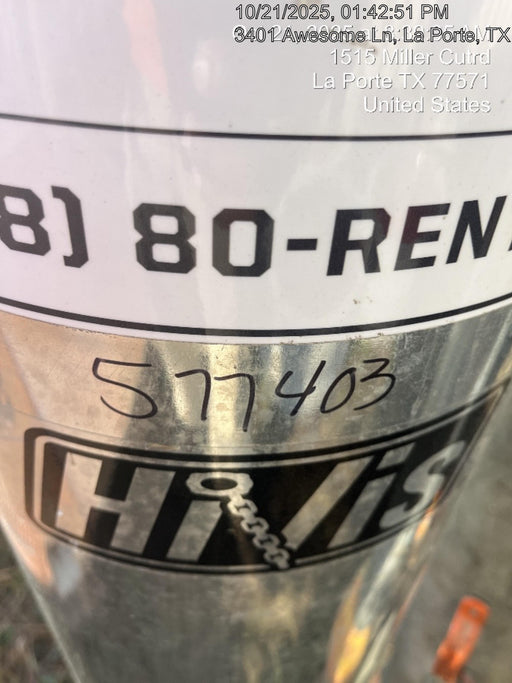 10/21/2025, 01:42:51 PM
3401 Awesome Ln, La Porte, TX
1515 Miller Cutrd
La Porte TX 77571
United States
8) 80-REN
577403
HiVis